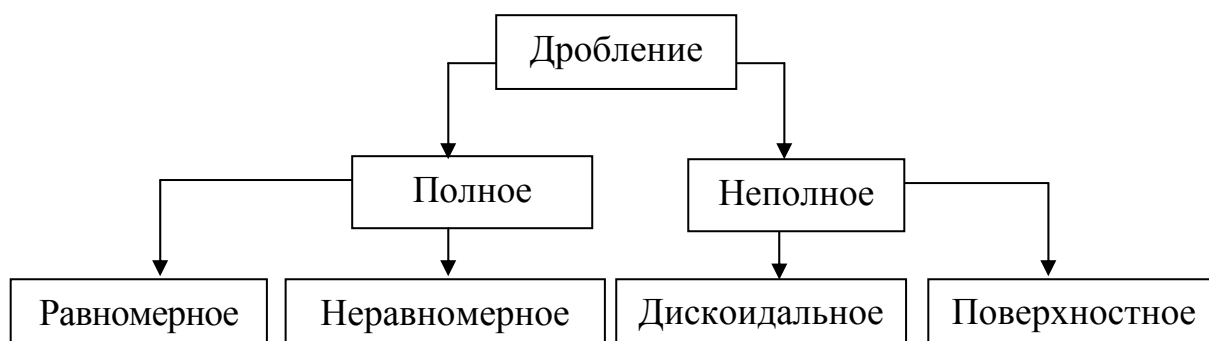 Дробление
Полное
Неполное
Равномерное
Неравномерное
Дискоидальное
Поверхностное